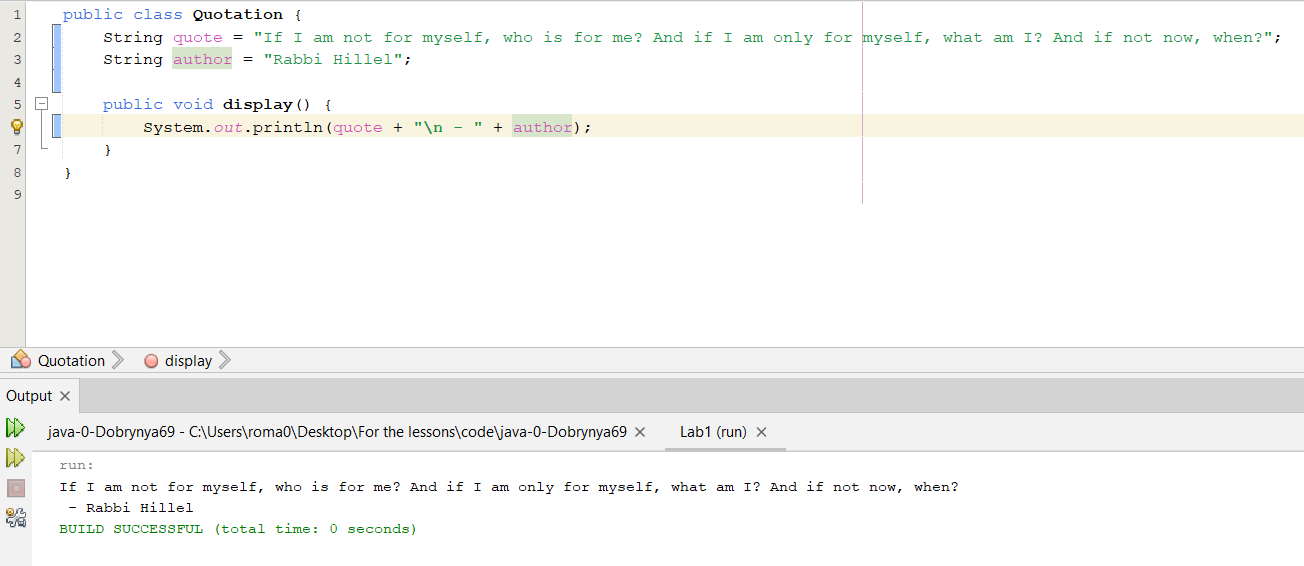 1 public class Quotation {
2 String quote = "If I am not for myself, who is for me? And if I am only for myself, what am I? And if not now, when?";
3 String author = "Rabbi Hillel";
4
5 public void display() {
System.out.println(quote + "\n - " + author);
7 }
8 }
9
Quotation display
Output
java-0-Dobrynya69 - C:\Users\roma0\Desktop\For the lessons\code\java-0-Dobrynya69 Lab1 (run)
run:
If I am not for myself, who is for me? And if I am only for myself, what am I? And if not now, when?
- Rabbi Hillel
BUILD SUCCESSFUL (total time: 0 seconds)